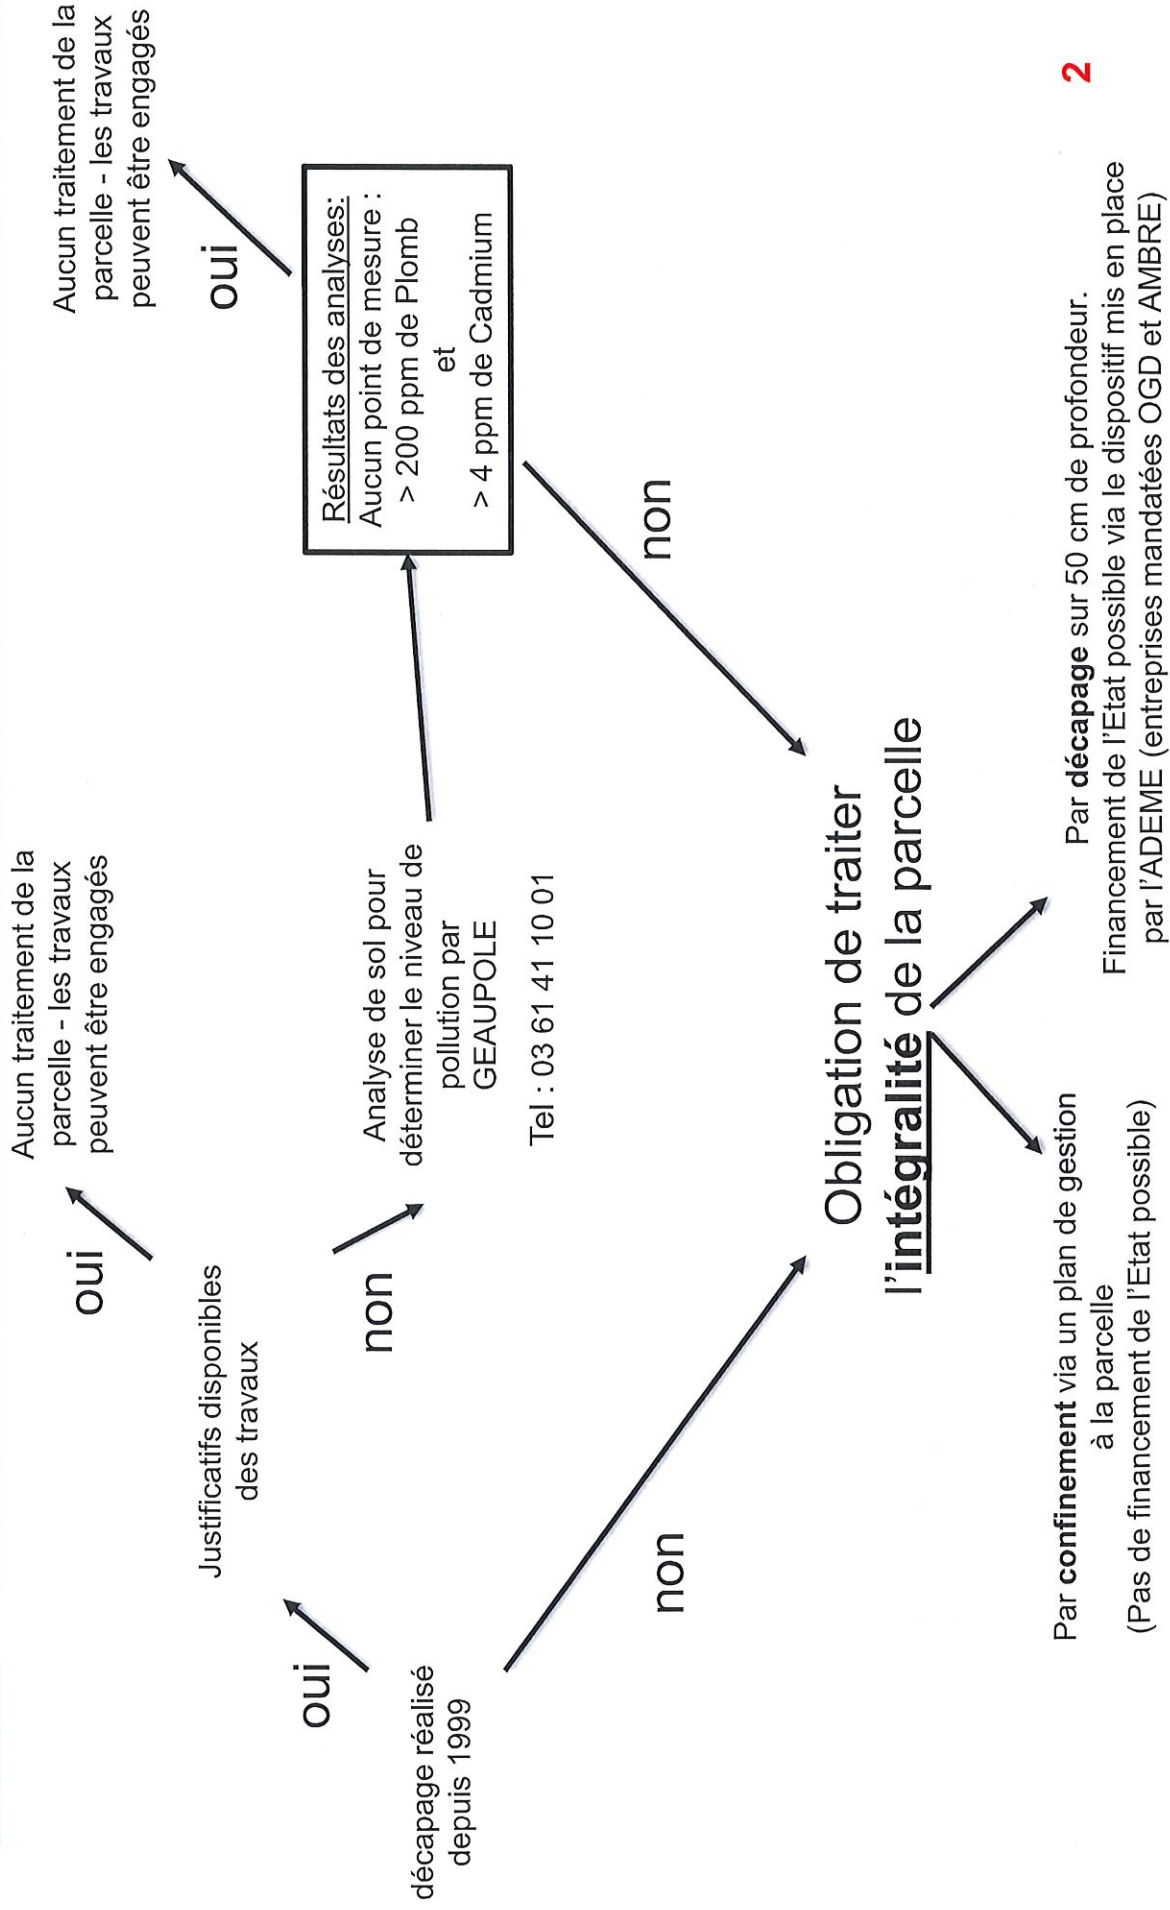 décapage réalisé
depuis 1999
oui
non
Justificatifs disponibles
des travaux
oui
non
Aucun traitement de la
parcelle - les travaux
peuvent être engagés
Analyse de sol pour
déterminer le niveau de
pollution par
GEAUPOLE
Tel : 03 61 41 10 01
Résultats des analyses:
Aucun point de mesure :
> 200 ppm de Plomb
et
> 4 ppm de Cadmium
oui
non
Aucun traitement de la
parcelle - les travaux
peuvent être engagés
Obligation de traiter
l'intégralité de la parcelle
Par confinement via un plan de gestion
à la parcelle
(Pas de financement de l'Etat possible)
Par décapage sur 50 cm de profondeur.
Financement de l'Etat possible via le dispositif mis en place
par l'ADEME (entreprises mandatées OGD et AMBRE)
2